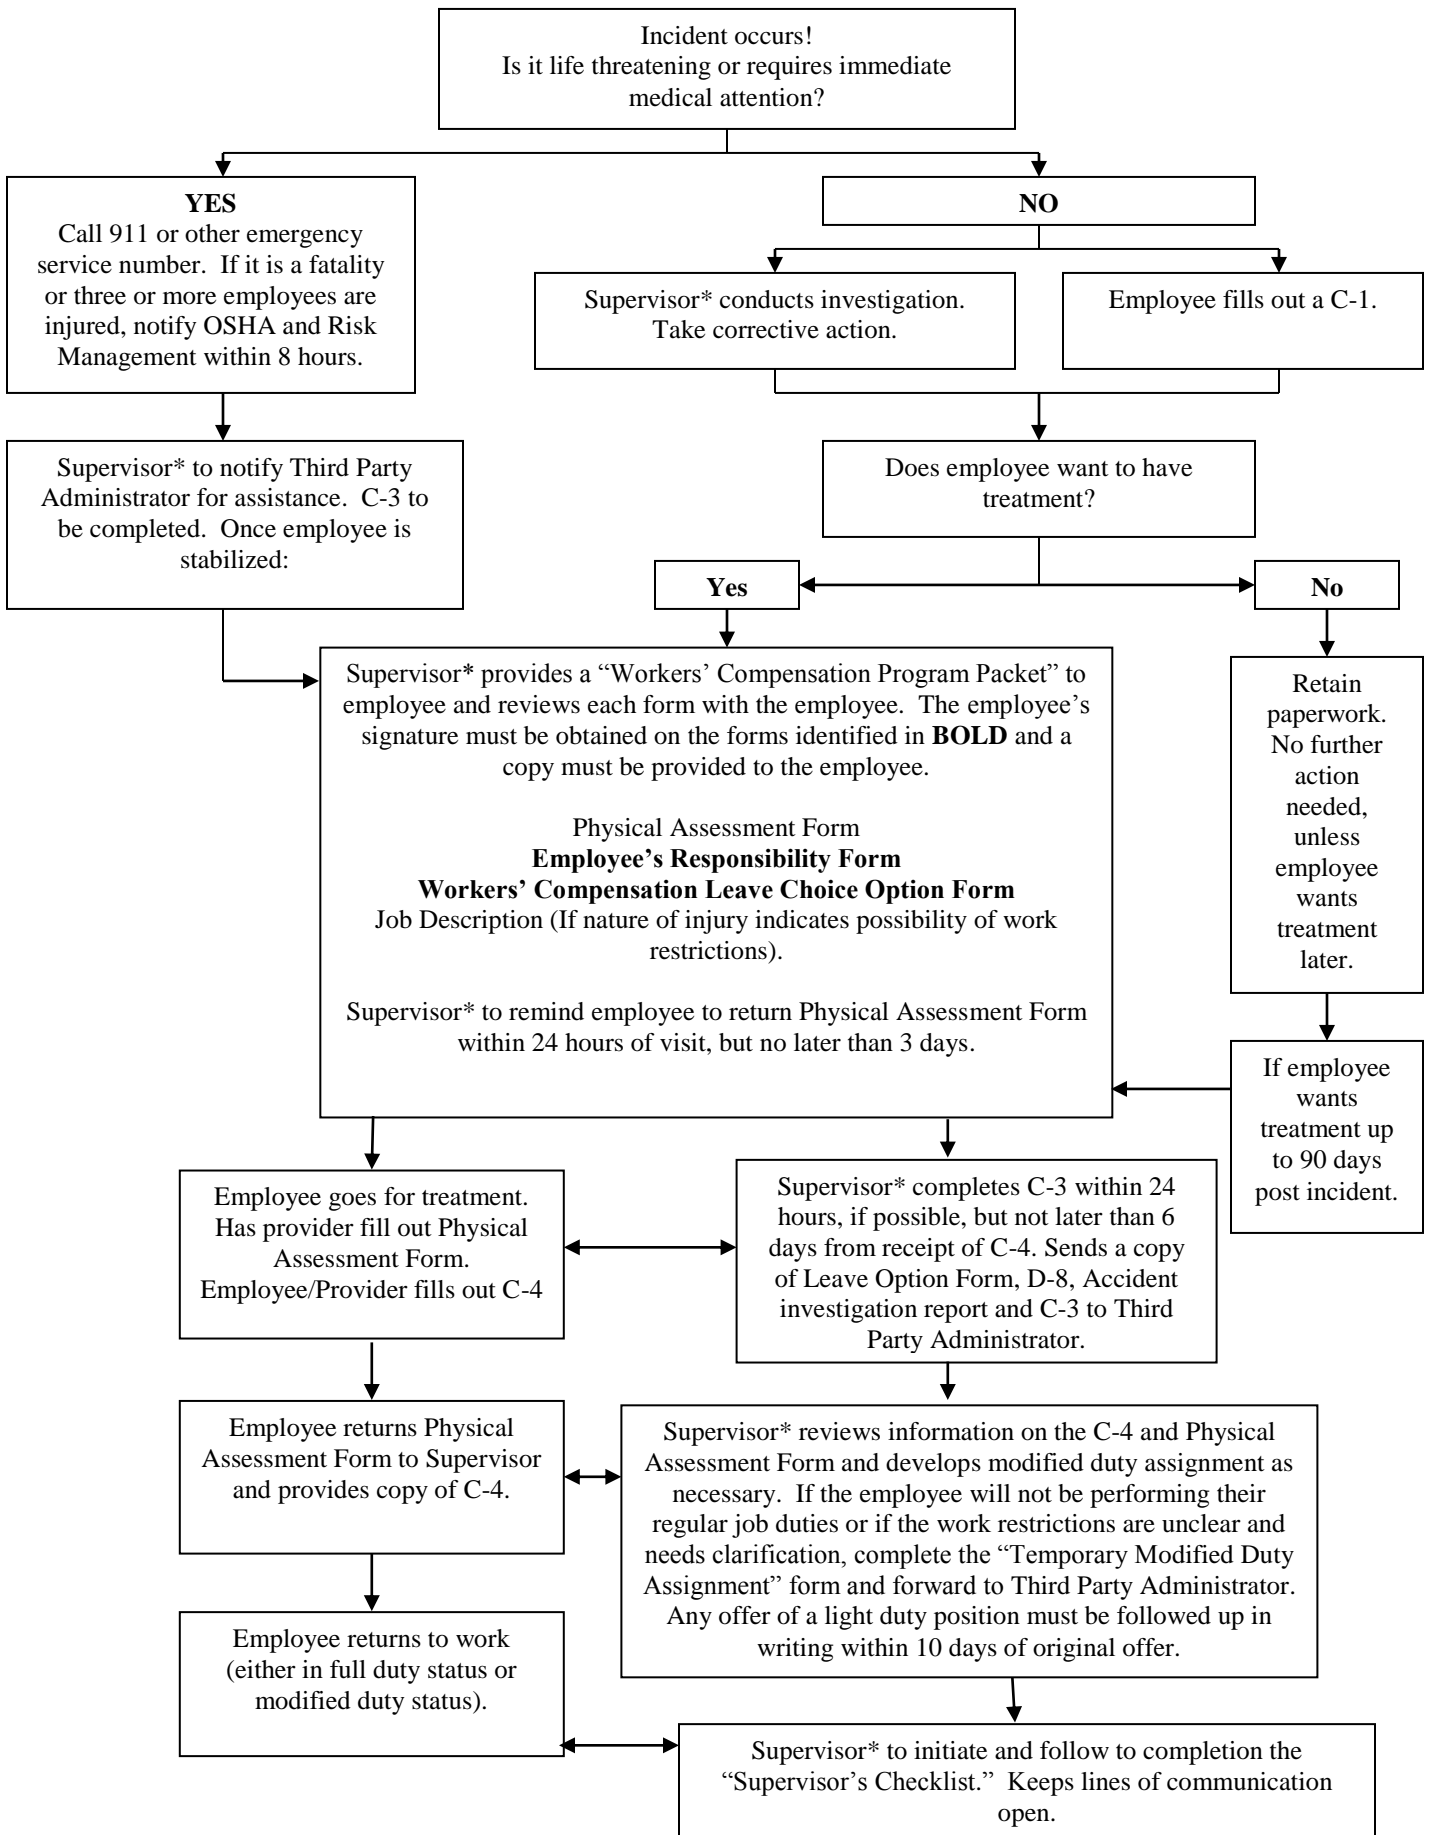 Incident occurs!
Is it life threatening or requires immediate
medical attention?
YES
Call 911 or other emergency
service number.  If it is a fatality
or three or more employees are
injured, notify OSHA and Risk
Management within 8 hours.
NO
Supervisor* conducts investigation.
Take corrective action.
Employee fills out a C-1.
Supervisor* to notify Third Party
Administrator for assistance.  C-3 to
be completed.  Once employee is
stabilized:
Does employee want to have
treatment?
Yes
No
Supervisor* provides a “Workers’ Compensation Program Packet” to
employee and reviews each form with the employee.  The employee’s
signature must be obtained on the forms identified in BOLD and a
copy must be provided to the employee.
Physical Assessment Form
Employee’s Responsibility Form
Workers’ Compensation Leave Choice Option Form
Job Description (If nature of injury indicates possibility of work
restrictions).
Supervisor* to remind employee to return Physical Assessment Form
within 24 hours of visit, but no later than 3 days.
Retain
paperwork.
No further
action
needed,
unless
employee
wants
treatment
later.
If employee
wants
treatment up
to 90 days
post incident.
Employee goes for treatment.
Has provider fill out Physical
Assessment Form.
Employee/Provider fills out C-4
Supervisor* completes C-3 within 24
hours, if possible, but not later than 6
days from receipt of C-4. Sends a copy
of Leave Option Form, D-8, Accident
investigation report and C-3 to Third
Party Administrator.
Employee returns Physical
Assessment Form to Supervisor
and provides copy of C-4.
Supervisor* reviews information on the C-4 and Physical
Assessment Form and develops modified duty assignment as
necessary.  If the employee will not be performing their
regular job duties or if the work restrictions are unclear and
needs clarification, complete the “Temporary Modified Duty
Assignment” form and forward to Third Party Administrator.
Any offer of a light duty position must be followed up in
writing within 10 days of original offer.
Employee returns to work
(either in full duty status or
modified duty status).
Supervisor* to initiate and follow to completion the
“Supervisor’s Checklist.”  Keeps lines of communication
open.